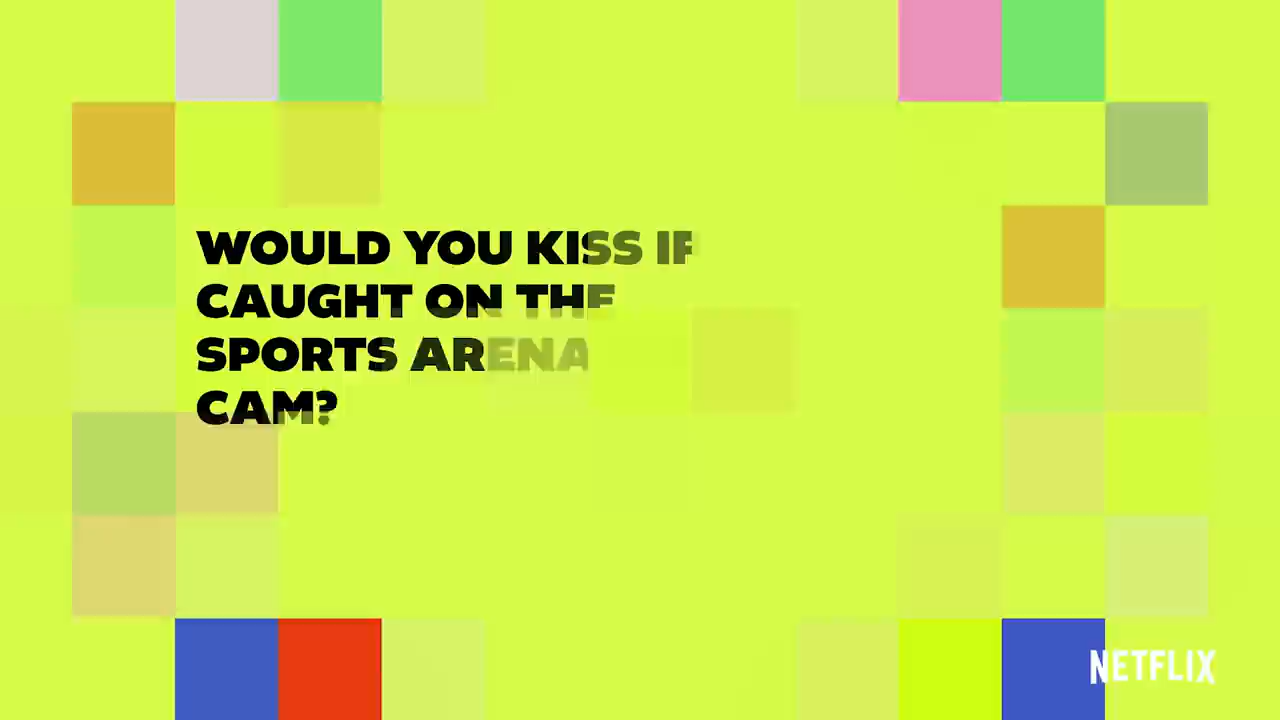 WOULD YOU KISS IF
CAUGHT ON THE
SPORTS ARENA
CAM?
NETFLIX